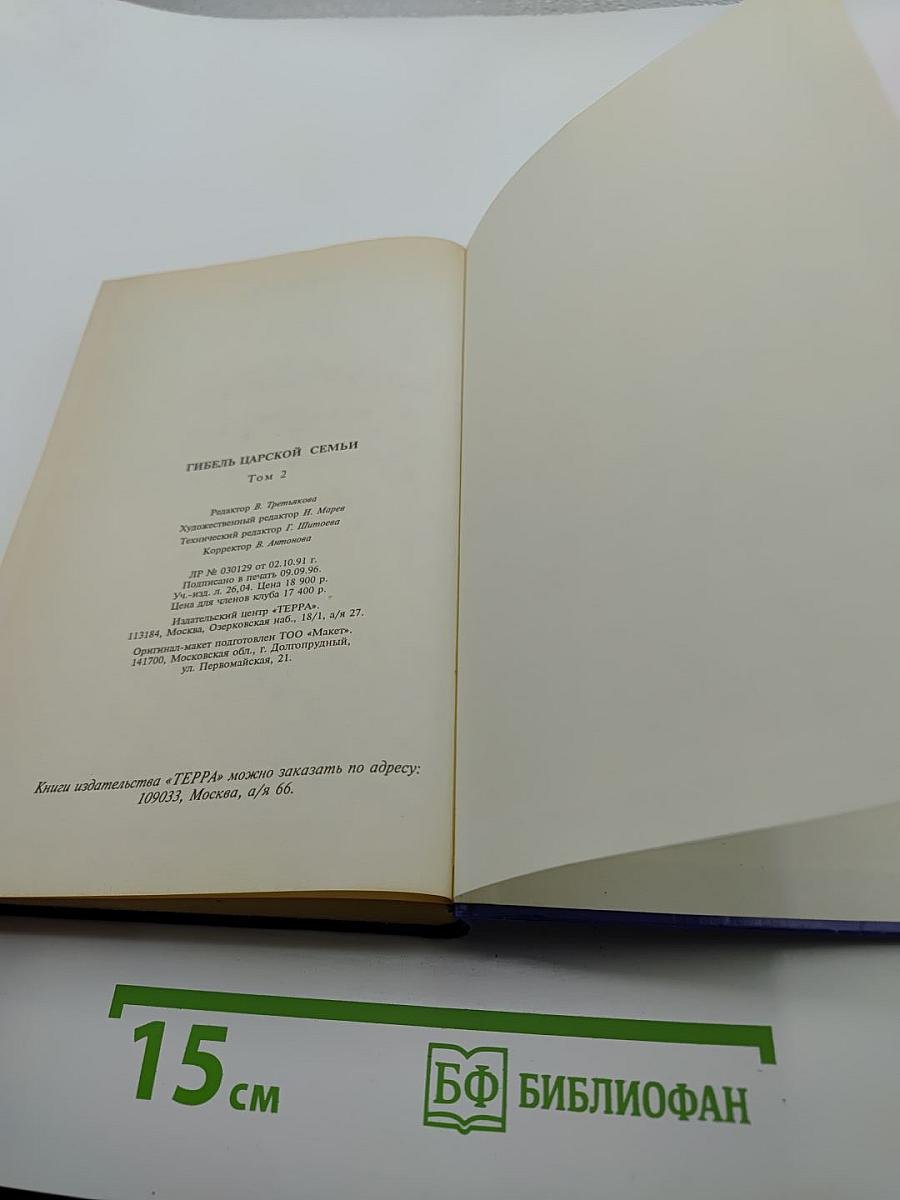 ГИБЕЛЬ ЦАРСКОЙ СЕМЬИ
Том 2
Редактор В. Третьякова
Художественный редактор И. Марев
Технический редактор Г. Шитоева
Корректор В. Антонова
ЛР № 030129 от 02.10.91 г.
Подписано в печать 09.09.96.
Уч.-изд. л. 26,04. Цена 18 900 р.
Цена для членов клуба 17 400 р.
Издательский центр «ТЕРРА».
113184, Москва, Озерковская наб., 18/1, а/я 27.
Оригинал-макет подготовлен ТОО «Макет».
141700, Московская обл., г. Долгопрудный,
ул. Первомайская, 21.
Книги издательства «ТЕРРА» можно заказать по адресу:
109033, Москва, а/я 66.
15 см
БФ БИБЛИОФАН